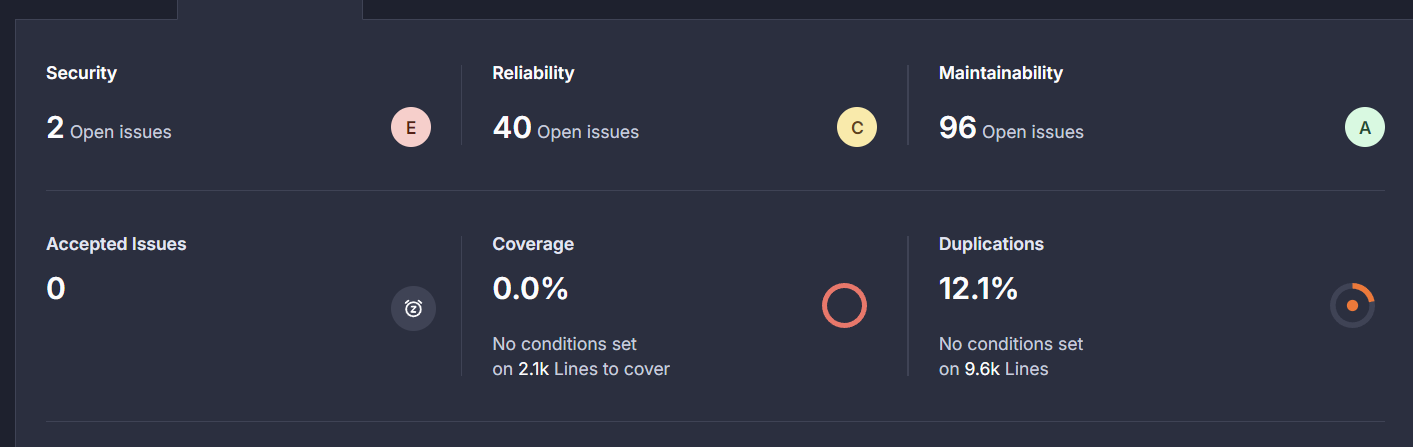 Security
2 Open issues
E
Reliability
40 Open issues
C
Maintainability
96 Open issues
A
Accepted Issues
0
Coverage
0.0%
No conditions set
on 2.1k Lines to cover
Duplications
12.1%
No conditions set
on 9.6k Lines